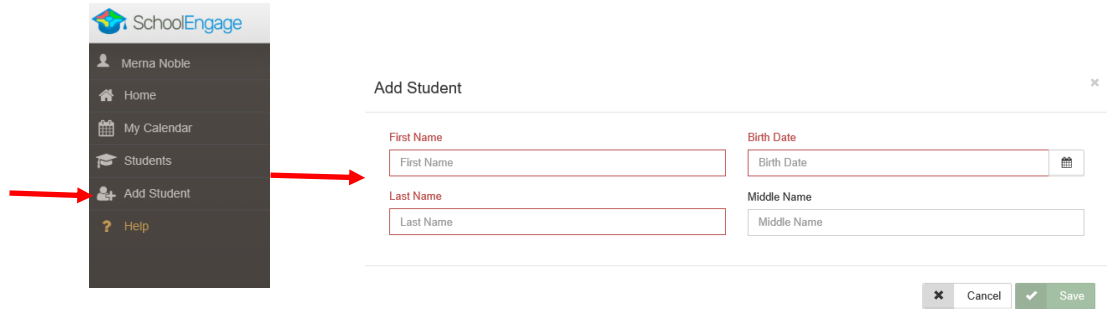 SchoolEngage
Merna Noble
Home
My Calendar
Students
Add Student
? Help
Add Student
First Name
First Name
Birth Date
Birth Date
Last Name
Last Name
Middle Name
Middle Name
Cancel
Save